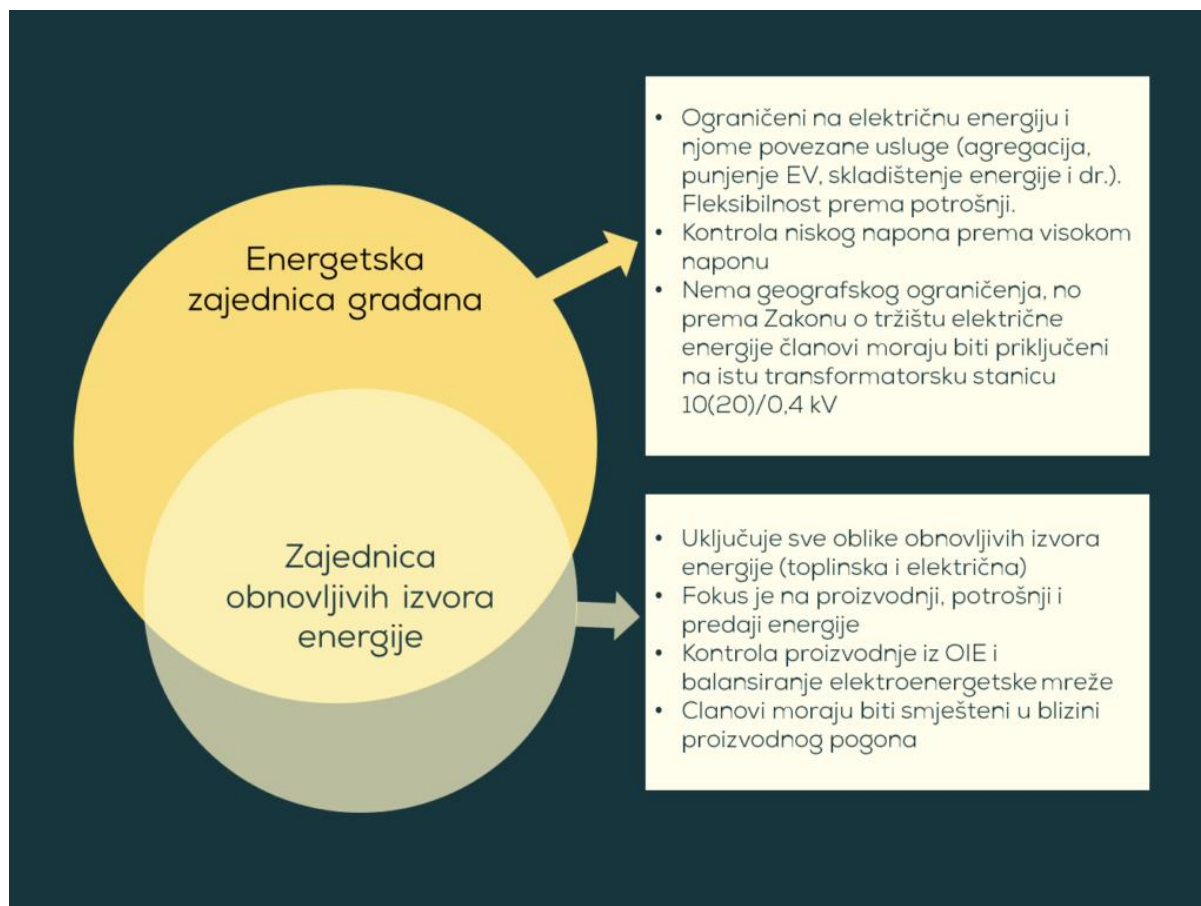 Energetska
zajednica građana
Zajednica
obnovljivih izvora
energije
• Ograničeni na električnu energiju i
njome povezane usluge (agregacija,
punjenje EV, skladištenje energije i dr.).
Fleksibilnost prema potrošnji.
• Kontrola niskog napona prema visokom
naponu
• Nema geografskog ograničenja, no
prema Zakonu o tržištu električne
energije članovi moraju biti priključeni
na istu transformatorsku stanicu
10(20)/0,4 kV
• Uključuje sve oblike obnovljivih izvora
energije (toplinska i električna)
• Fokus je na proizvodnji, potrošnji i
predaji energije
• Kontrola proizvodnje iz OIE i
balansiranje elektroenergetske mreže
• Clanovi moraju biti smješteni u blizini
proizvodnog pogona